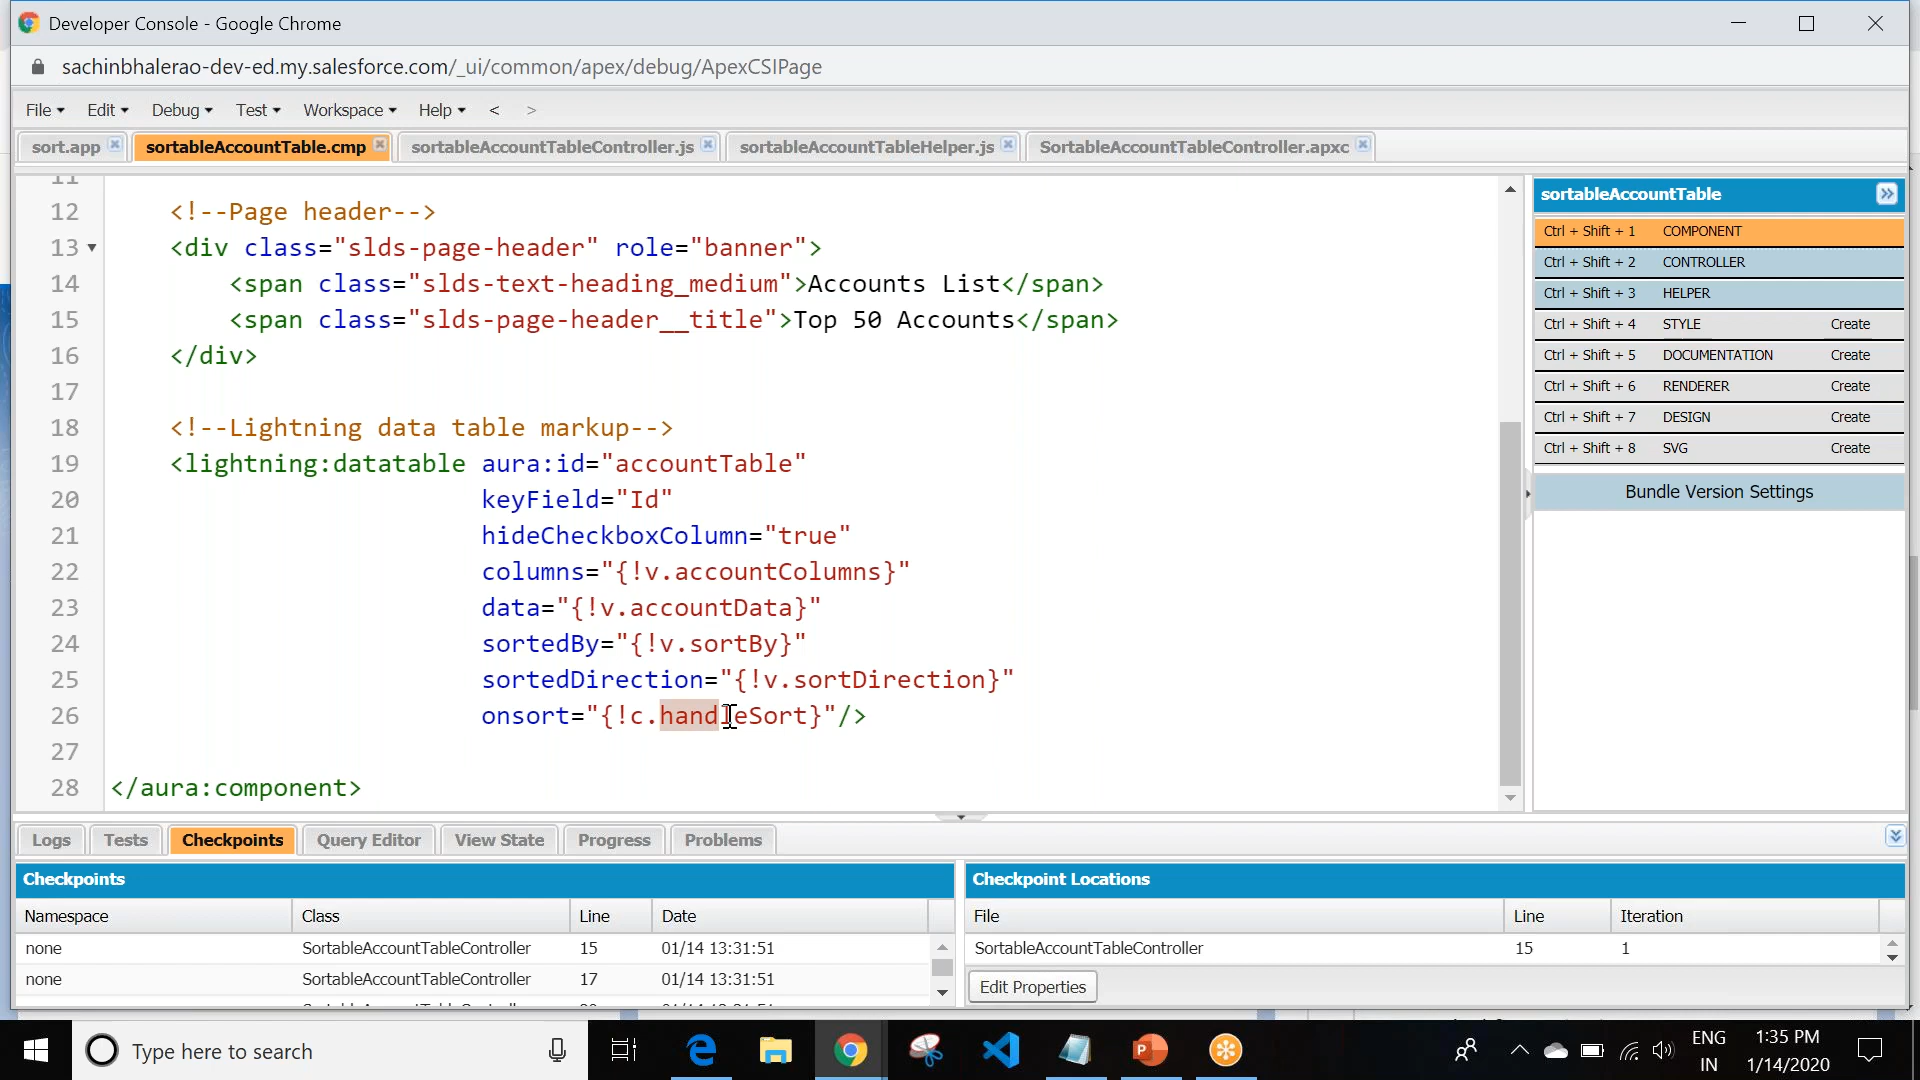 Developer Console - Google Chrome
sachinbhalerao-dev-ed.my.salesforce.com/_ui/common/apex/debug/ApexCSIPage
File Edit Debug Test Workspace Help < >
sort.app sortableAccountTable.cmp sortableAccountTableController.js sortableAccountTableHelper.js SortableAccountTableController.apxc
11
12 <!--Page header-->
13 <div class="slds-page-header" role="banner">
14 <span class="slds-text-heading_medium">Accounts List</span>
15 <span class="slds-page-header__title">Top 50 Accounts</span>
16 </div>
17
18 <!--Lightning data table markup-->
19 <lightning:datatable aura:id="accountTable"
20 keyField="Id"
21 hideCheckboxColumn="true"
22 columns="{!v.accountColumns}"
23 data="{!v.accountData}"
24 sortedBy="{!v.sortBy}"
25 sortedDirection="{!v.sortDirection}"
26 onsort="{!c.handleSort}"/>
27
28 </aura:component>
sortableAccountTable
Ctrl + Shift + 1 COMPONENT
Ctrl + Shift + 2 CONTROLLER
Ctrl + Shift + 3 HELPER
Ctrl + Shift + 4 STYLE Create
Ctrl + Shift + 5 DOCUMENTATION Create
Ctrl + Shift + 6 RENDERER Create
Ctrl + Shift + 7 DESIGN Create
Ctrl + Shift + 8 SVG Create
Bundle Version Settings
Logs Tests Checkpoints Query Editor View State Progress Problems
Checkpoints
Namespace Class Line Date
none SortableAccountTableController 15 01/14 13:31:51
none SortableAccountTableController 17 01/14 13:31:51
Checkpoint Locations
File Line Iteration
SortableAccountTableController 15 1
Edit Properties
Type here to search
ENG
IN
1:35 PM
1/14/2020